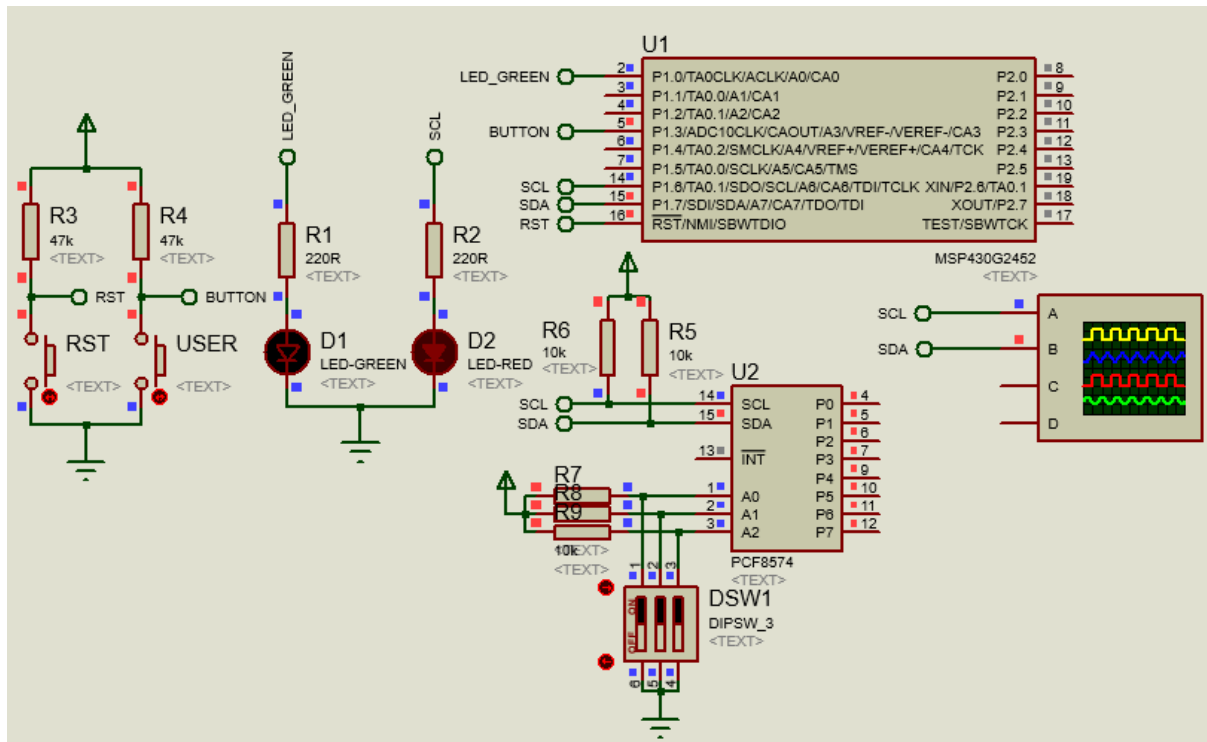 R3
47k
<TEXT>
R4
47k
<TEXT>
RST
BUTTON
RST
<TEXT>
USER
<TEXT>
LED_GREEN
R1
220R
<TEXT>
D1
LED-GREEN
<TEXT>
SCL
R2
220R
<TEXT>
D2
LED-RED
<TEXT>
U1
LED_GREEN
BUTTON
SCL
SDA
RST
2 P1.0/TA0CLK/ACLK/A0/CA0
3 P1.1/TA0.0/A1/CA1
4 P1.2/TA0.1/A2/CA2
5 P1.3/ADC10CLK/CAOUT/A3/VREF-/VEREF-/CA3
6 P1.4/TA0.2/SMCLK/A4/VREF+/VEREF+/CA4/TCK
7 P1.5/TA0.0/SCLK/A5/CA5/TMS
14 P1.6/TA0.1/SDO/SCL/A6/CA6/TDI/TCLK
15 P1.7/SDI/SDA/A7/CA7/TDO/TDI
16 RST/NMI/SBWTDIO
P2.0 8
P2.1 9
P2.2 10
P2.3 11
P2.4 12
P2.5 13
XIN/P2.6/TA0.1 19
XOUT/P2.7 18
TEST/SBWTCK 17
MSP430G2452
<TEXT>
R6
10k
<TEXT>
R5
10k
<TEXT>
SCL
SDA
U2
14 SCL
15 SDA
13 INT
1 A0
2 A1
3 A2
P0 4
P1 5
P2 6
P3 7
P4 9
P5 10
P6 11
P7 12
PCF8574
<TEXT>
R7
R8
R9
10k
<TEXT>
<TEXT>
1 2 3
ON
OFF
6 5 4
DSW1
DIPSW_3
<TEXT>
SCL
SDA
A
B
C
D